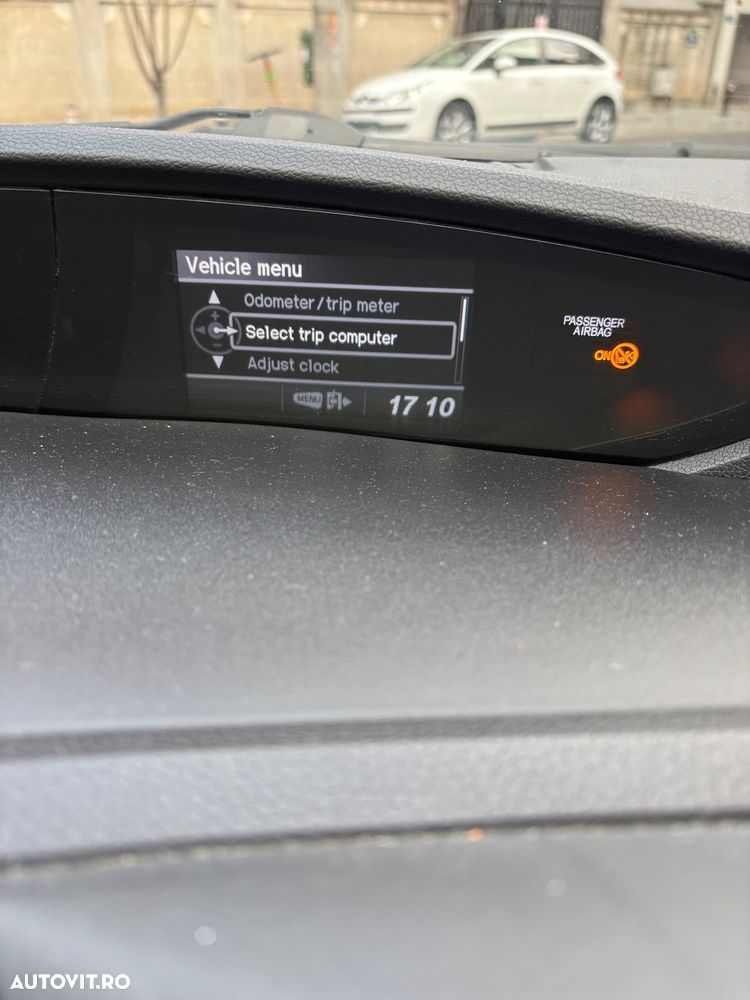 Vehicle menu
Odometer/trip meter
Select trip computer
Adjust clock
MENU
17 10
PASSENGER
AIRBAG
ON
AUTOVIT.RO